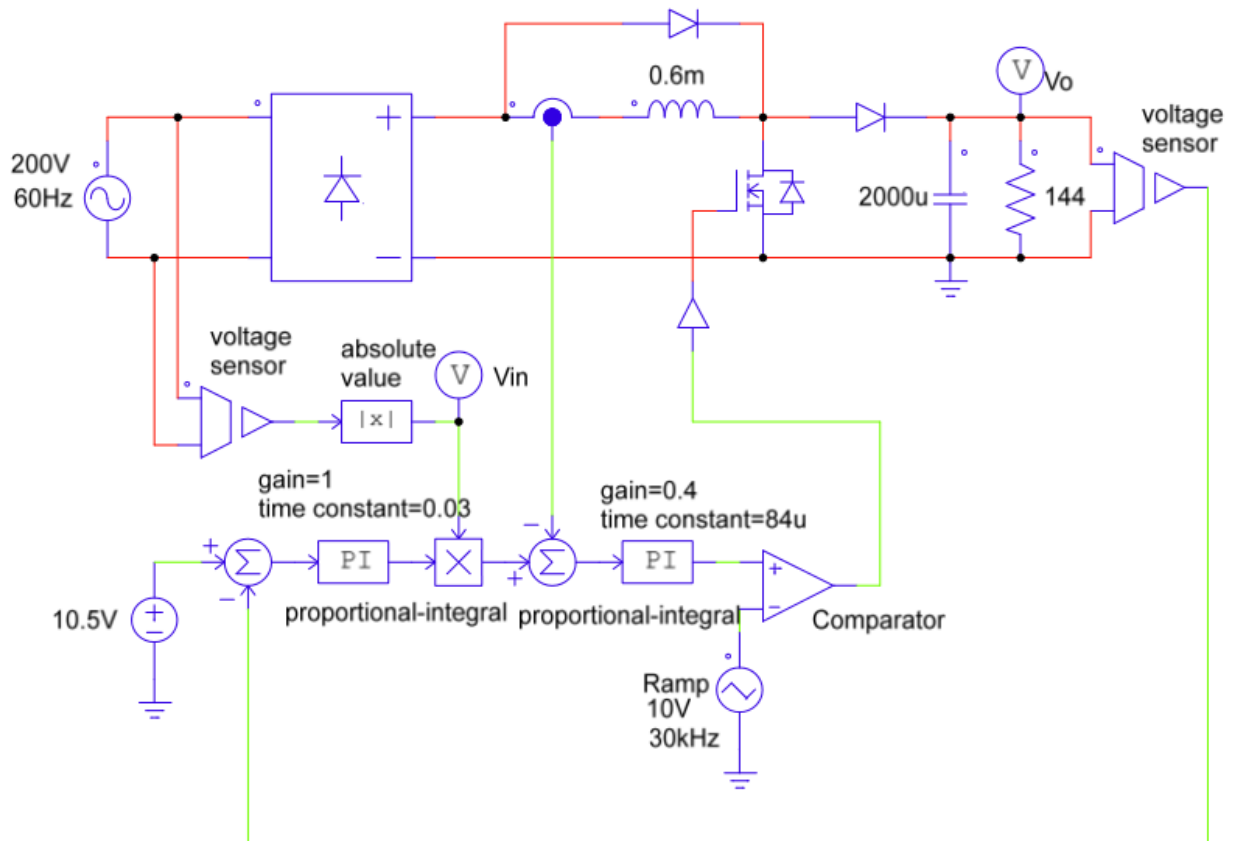 0.6m
V
Vo
voltage
sensor
200V
60Hz
+
−
2000u
144
voltage
sensor
absolute
value
V
Vin
|x|
gain=1
time constant=0.03
gain=0.4
time constant=84u
+
−
Σ
PI
×
−
+
Σ
PI
+
−
proportional-integral
proportional-integral
Comparator
10.5V
+
−
Ramp
10V
30kHz